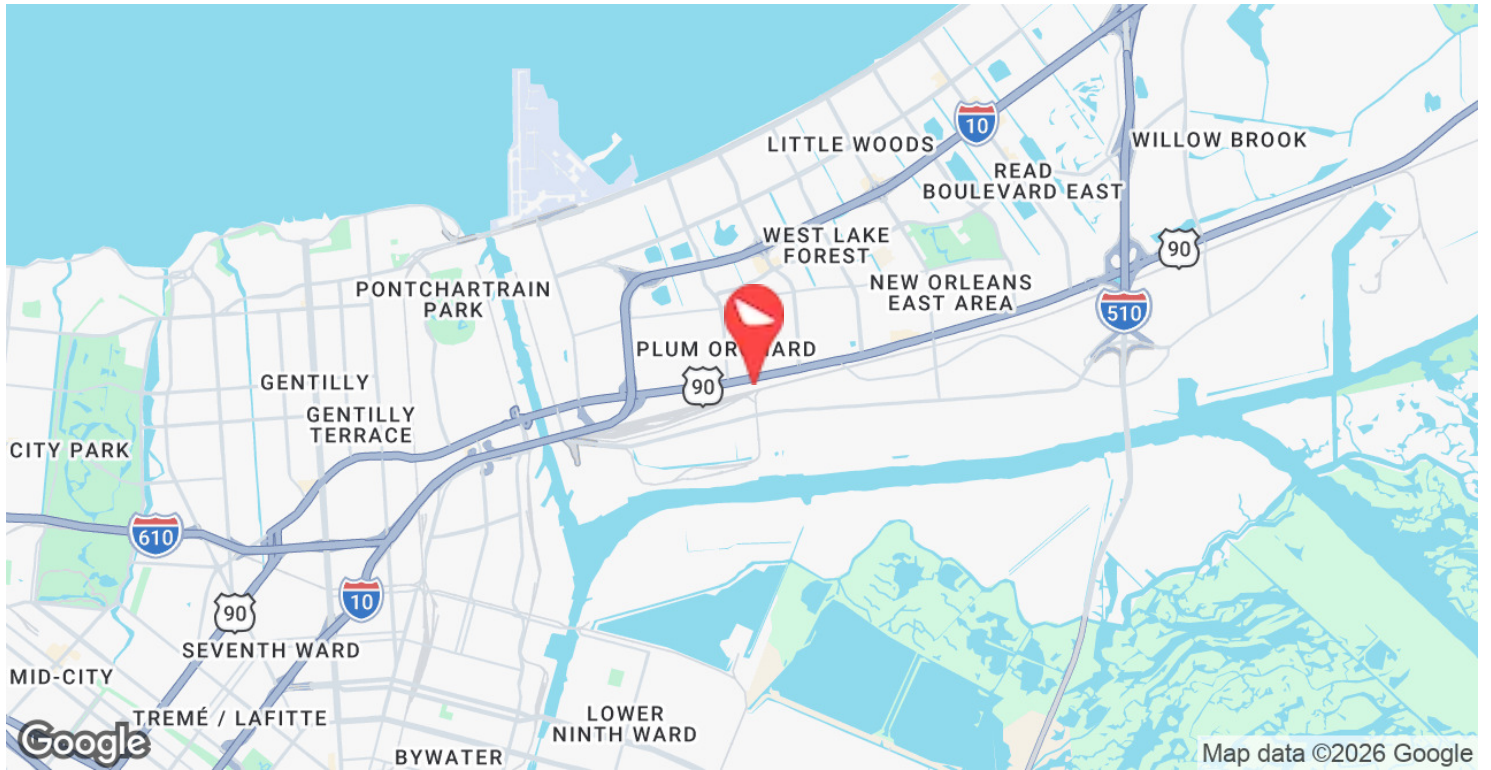 10
LITTLE WOODS
WILLOW BROOK
READ
BOULEVARD EAST
WEST LAKE
FOREST
90
NEW ORLEANS
EAST AREA
PONTCHARTRAIN
PARK
510
PLUM OR ARD
90
GENTILLY
GENTILLY
TERRACE
CITY PARK
610
10
90
SEVENTH WARD
MID-CITY
TREMÉ / LAFITTE
LOWER
NINTH WARD
BYWATER
Google
Map data ©2026 Google